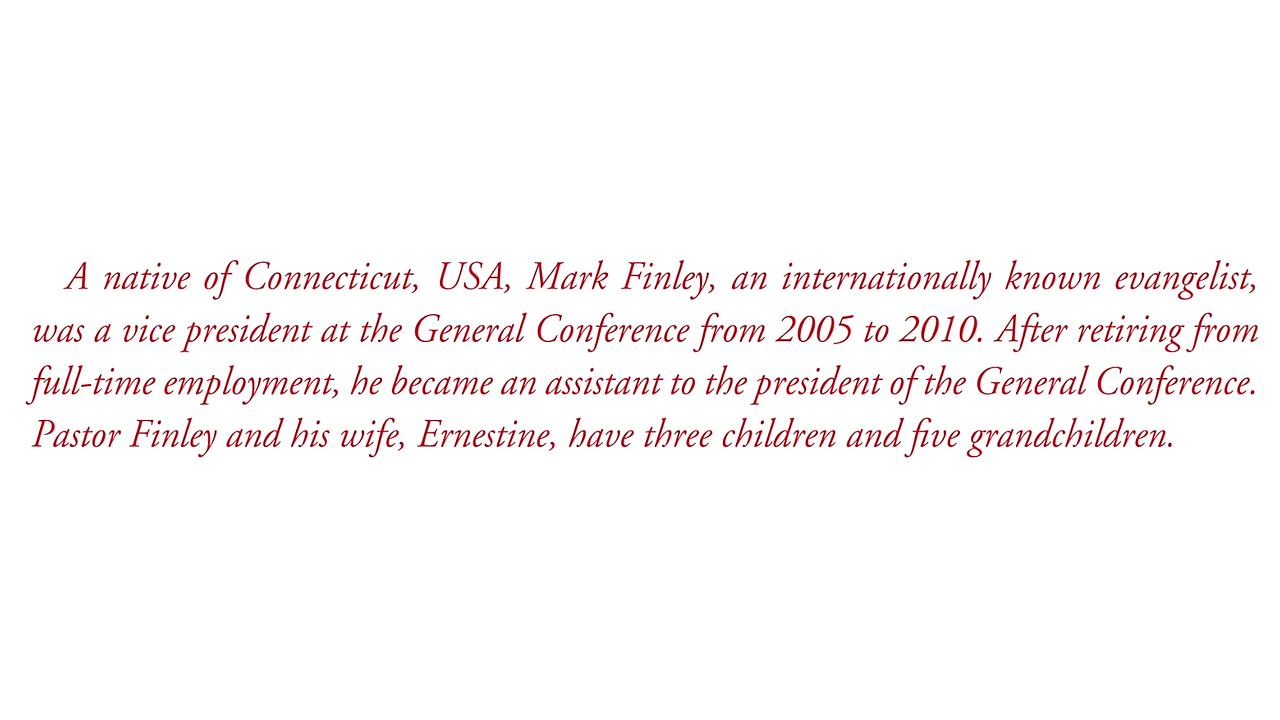 A native of Connecticut, USA, Mark Finley, an internationally known evangelist,
was a vice president at the General Conference from 2005 to 2010. After retiring from
full-time employment, he became an assistant to the president of the General Conference.
Pastor Finley and his wife, Ernestine, have three children and five grandchildren.